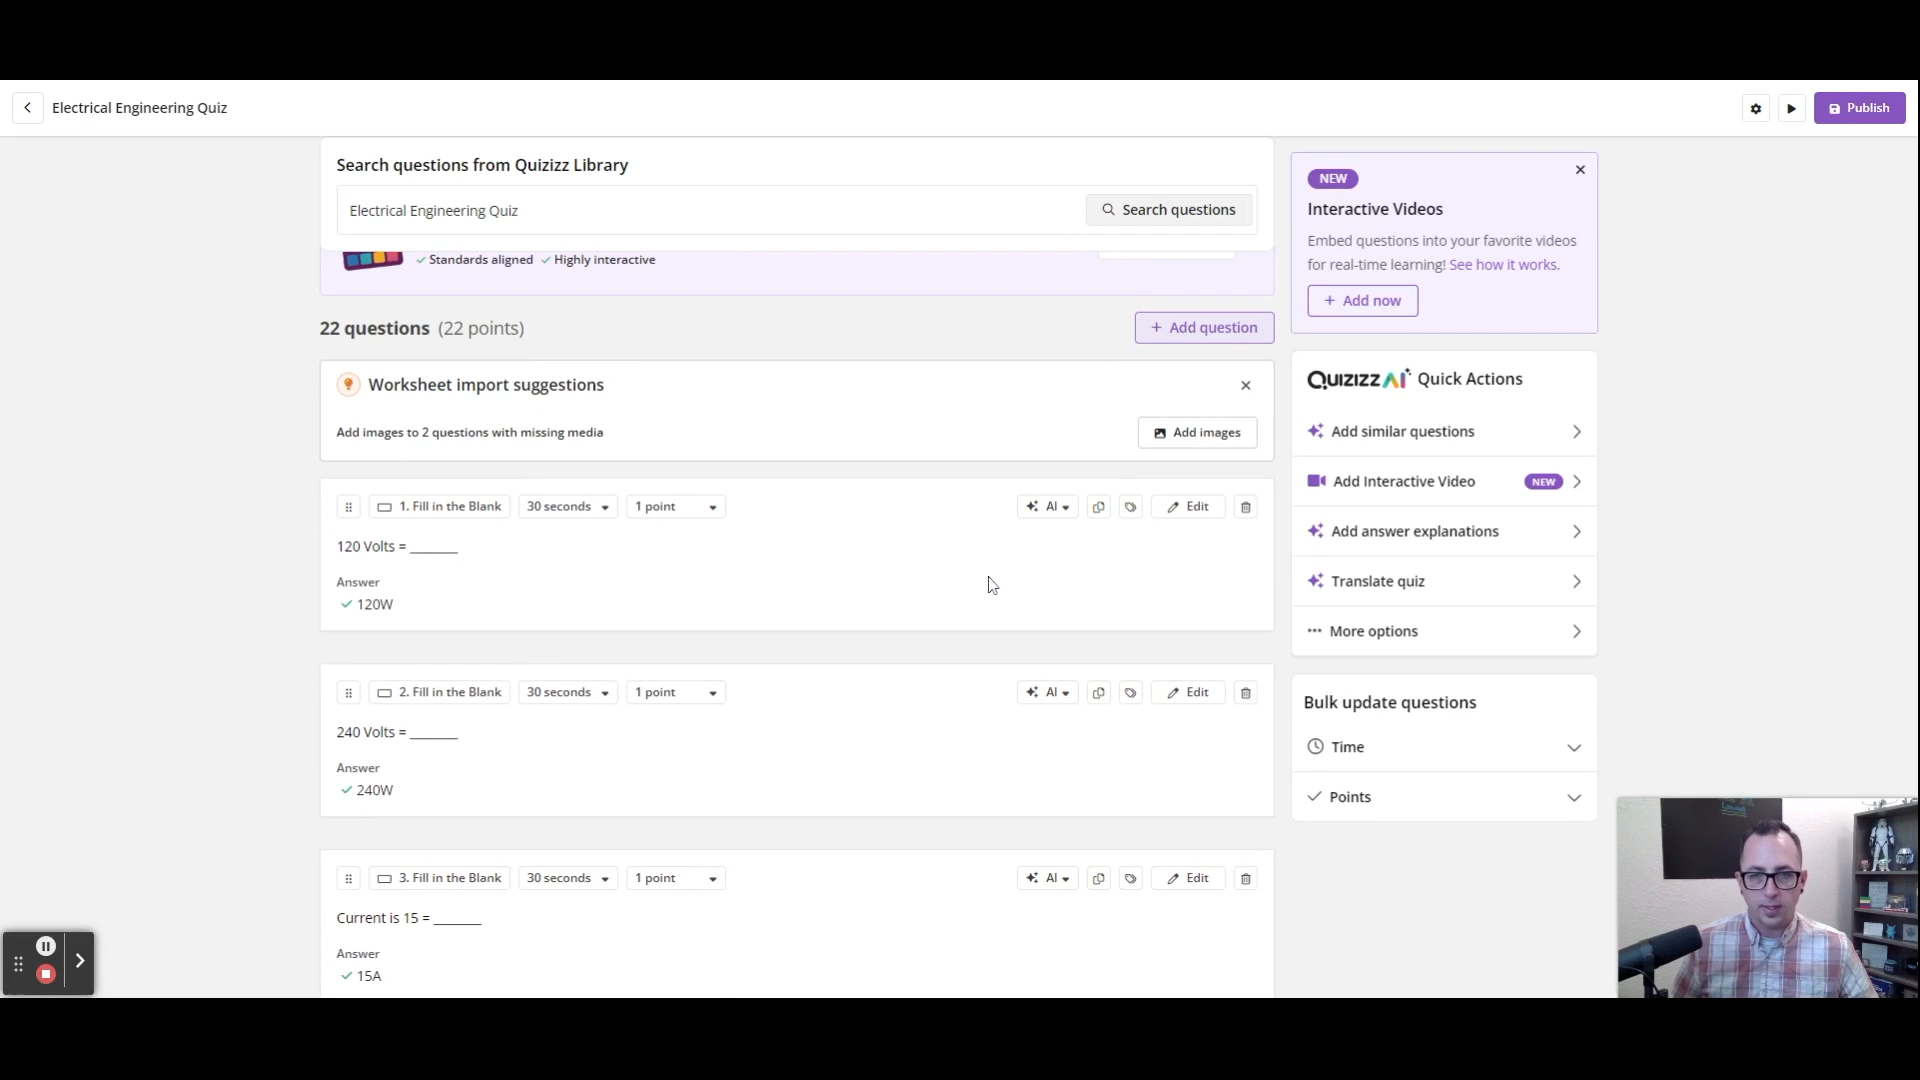 Electrical Engineering Quiz
Publish
Search questions from Quizizz Library
Electrical Engineering Quiz
Search questions
Standards aligned Highly interactive
22 questions (22 points)
+ Add question
Worksheet import suggestions
Add images to 2 questions with missing media
Add images
1. Fill in the Blank
30 seconds
1 point
AI
Edit
120 Volts = ________
Answer
120W
2. Fill in the Blank
30 seconds
1 point
AI
Edit
240 Volts = ________
Answer
240W
3. Fill in the Blank
30 seconds
1 point
AI
Edit
Current is 15 = ________
Answer
15A
NEW
Interactive Videos
Embed questions into your favorite videos
for real-time learning! See how it works.
+ Add now
Quizizz AI Quick Actions
Add similar questions
Add Interactive Video NEW
Add answer explanations
Translate quiz
More options
Bulk update questions
Time
Points